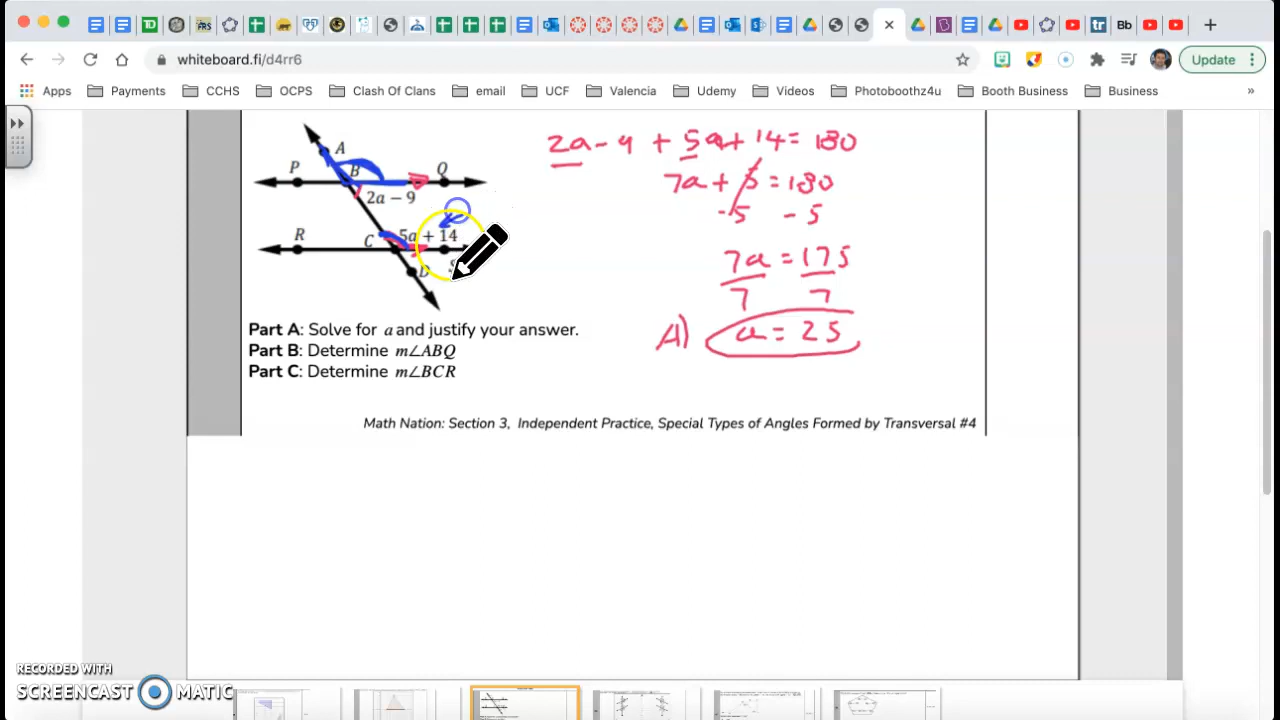 whiteboard.fi/d4rr6
Update
Apps Payments CCHS OCPS Clash Of Clans email UCF Valencia Udemy Videos Photoboothz4u Booth Business Business »
A
P B Q
2a − 9
R C 5a + 14
D
2a - 9 + 5a + 14 = 180
7a + 5 = 180
- 5 - 5
7a = 175
7 7
A) a = 25
Part A: Solve for a and justify your answer.
Part B: Determine m∠ABQ
Part C: Determine m∠BCR
Math Nation: Section 3, Independent Practice, Special Types of Angles Formed by Transversal #4
RECORDED WITH
SCREENCAST MATIC